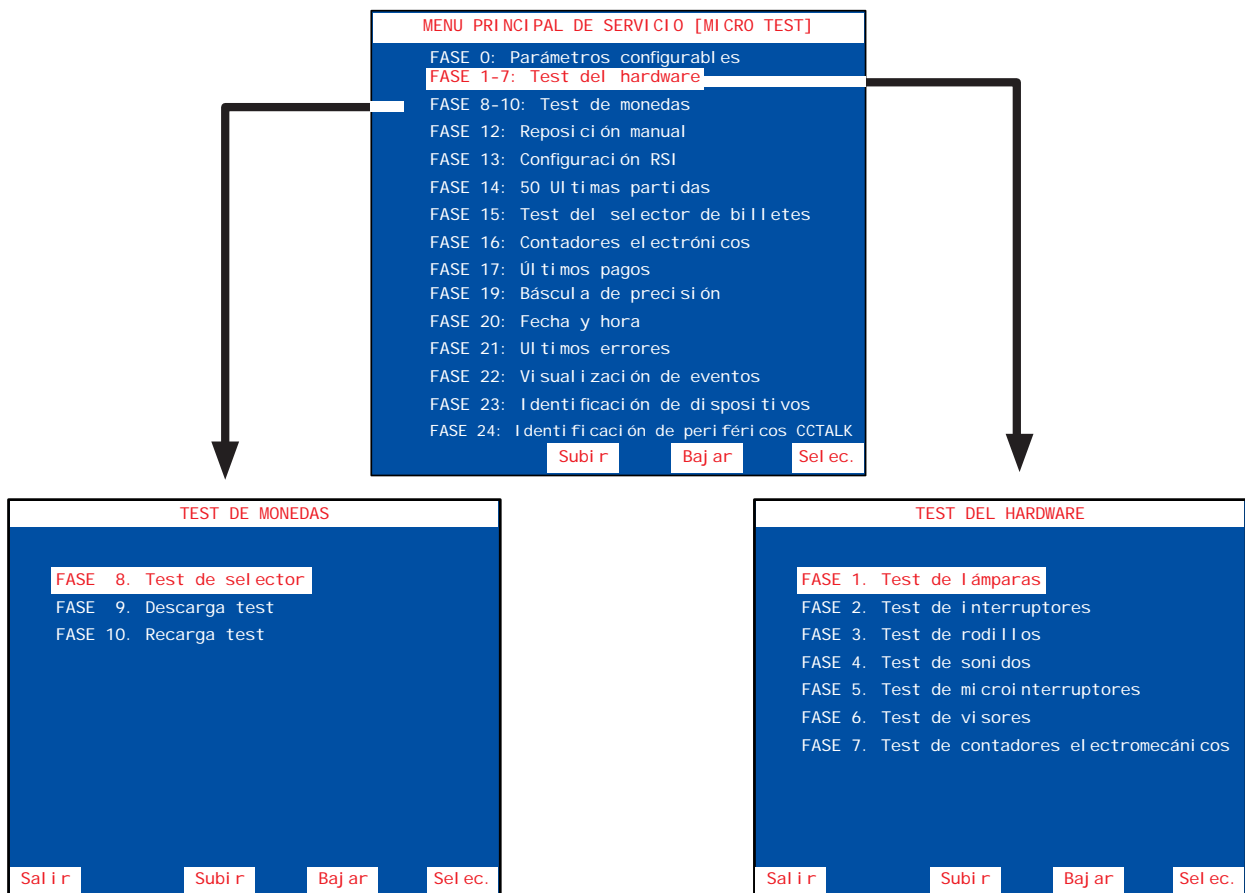 MENU PRINCIPAL DE SERVICIO [MICRO TEST]
FASE 0: Parámetros configurables
FASE 1-7: Test del hardware
FASE 8-10: Test de monedas
FASE 12: Reposición manual
FASE 13: Configuración RSI
FASE 14: 50 Ultimas partidas
FASE 15: Test del selector de billetes
FASE 16: Contadores electrónicos
FASE 17: Últimos pagos
FASE 19: Báscula de precisión
FASE 20: Fecha y hora
FASE 21: Ultimos errores
FASE 22: Visualización de eventos
FASE 23: Identificación de dispositivos
FASE 24: Identificación de periféricos CCTALK
Subir Bajar Selec.
TEST DE MONEDAS
FASE 8. Test de selector
FASE 9. Descarga test
FASE 10. Recarga test
Salir Subir Bajar Selec.
TEST DEL HARDWARE
FASE 1. Test de lámparas
FASE 2. Test de interruptores
FASE 3. Test de rodillos
FASE 4. Test de sonidos
FASE 5. Test de microinterruptores
FASE 6. Test de visores
FASE 7. Test de contadores electromecánicos
Salir Subir Bajar Selec.